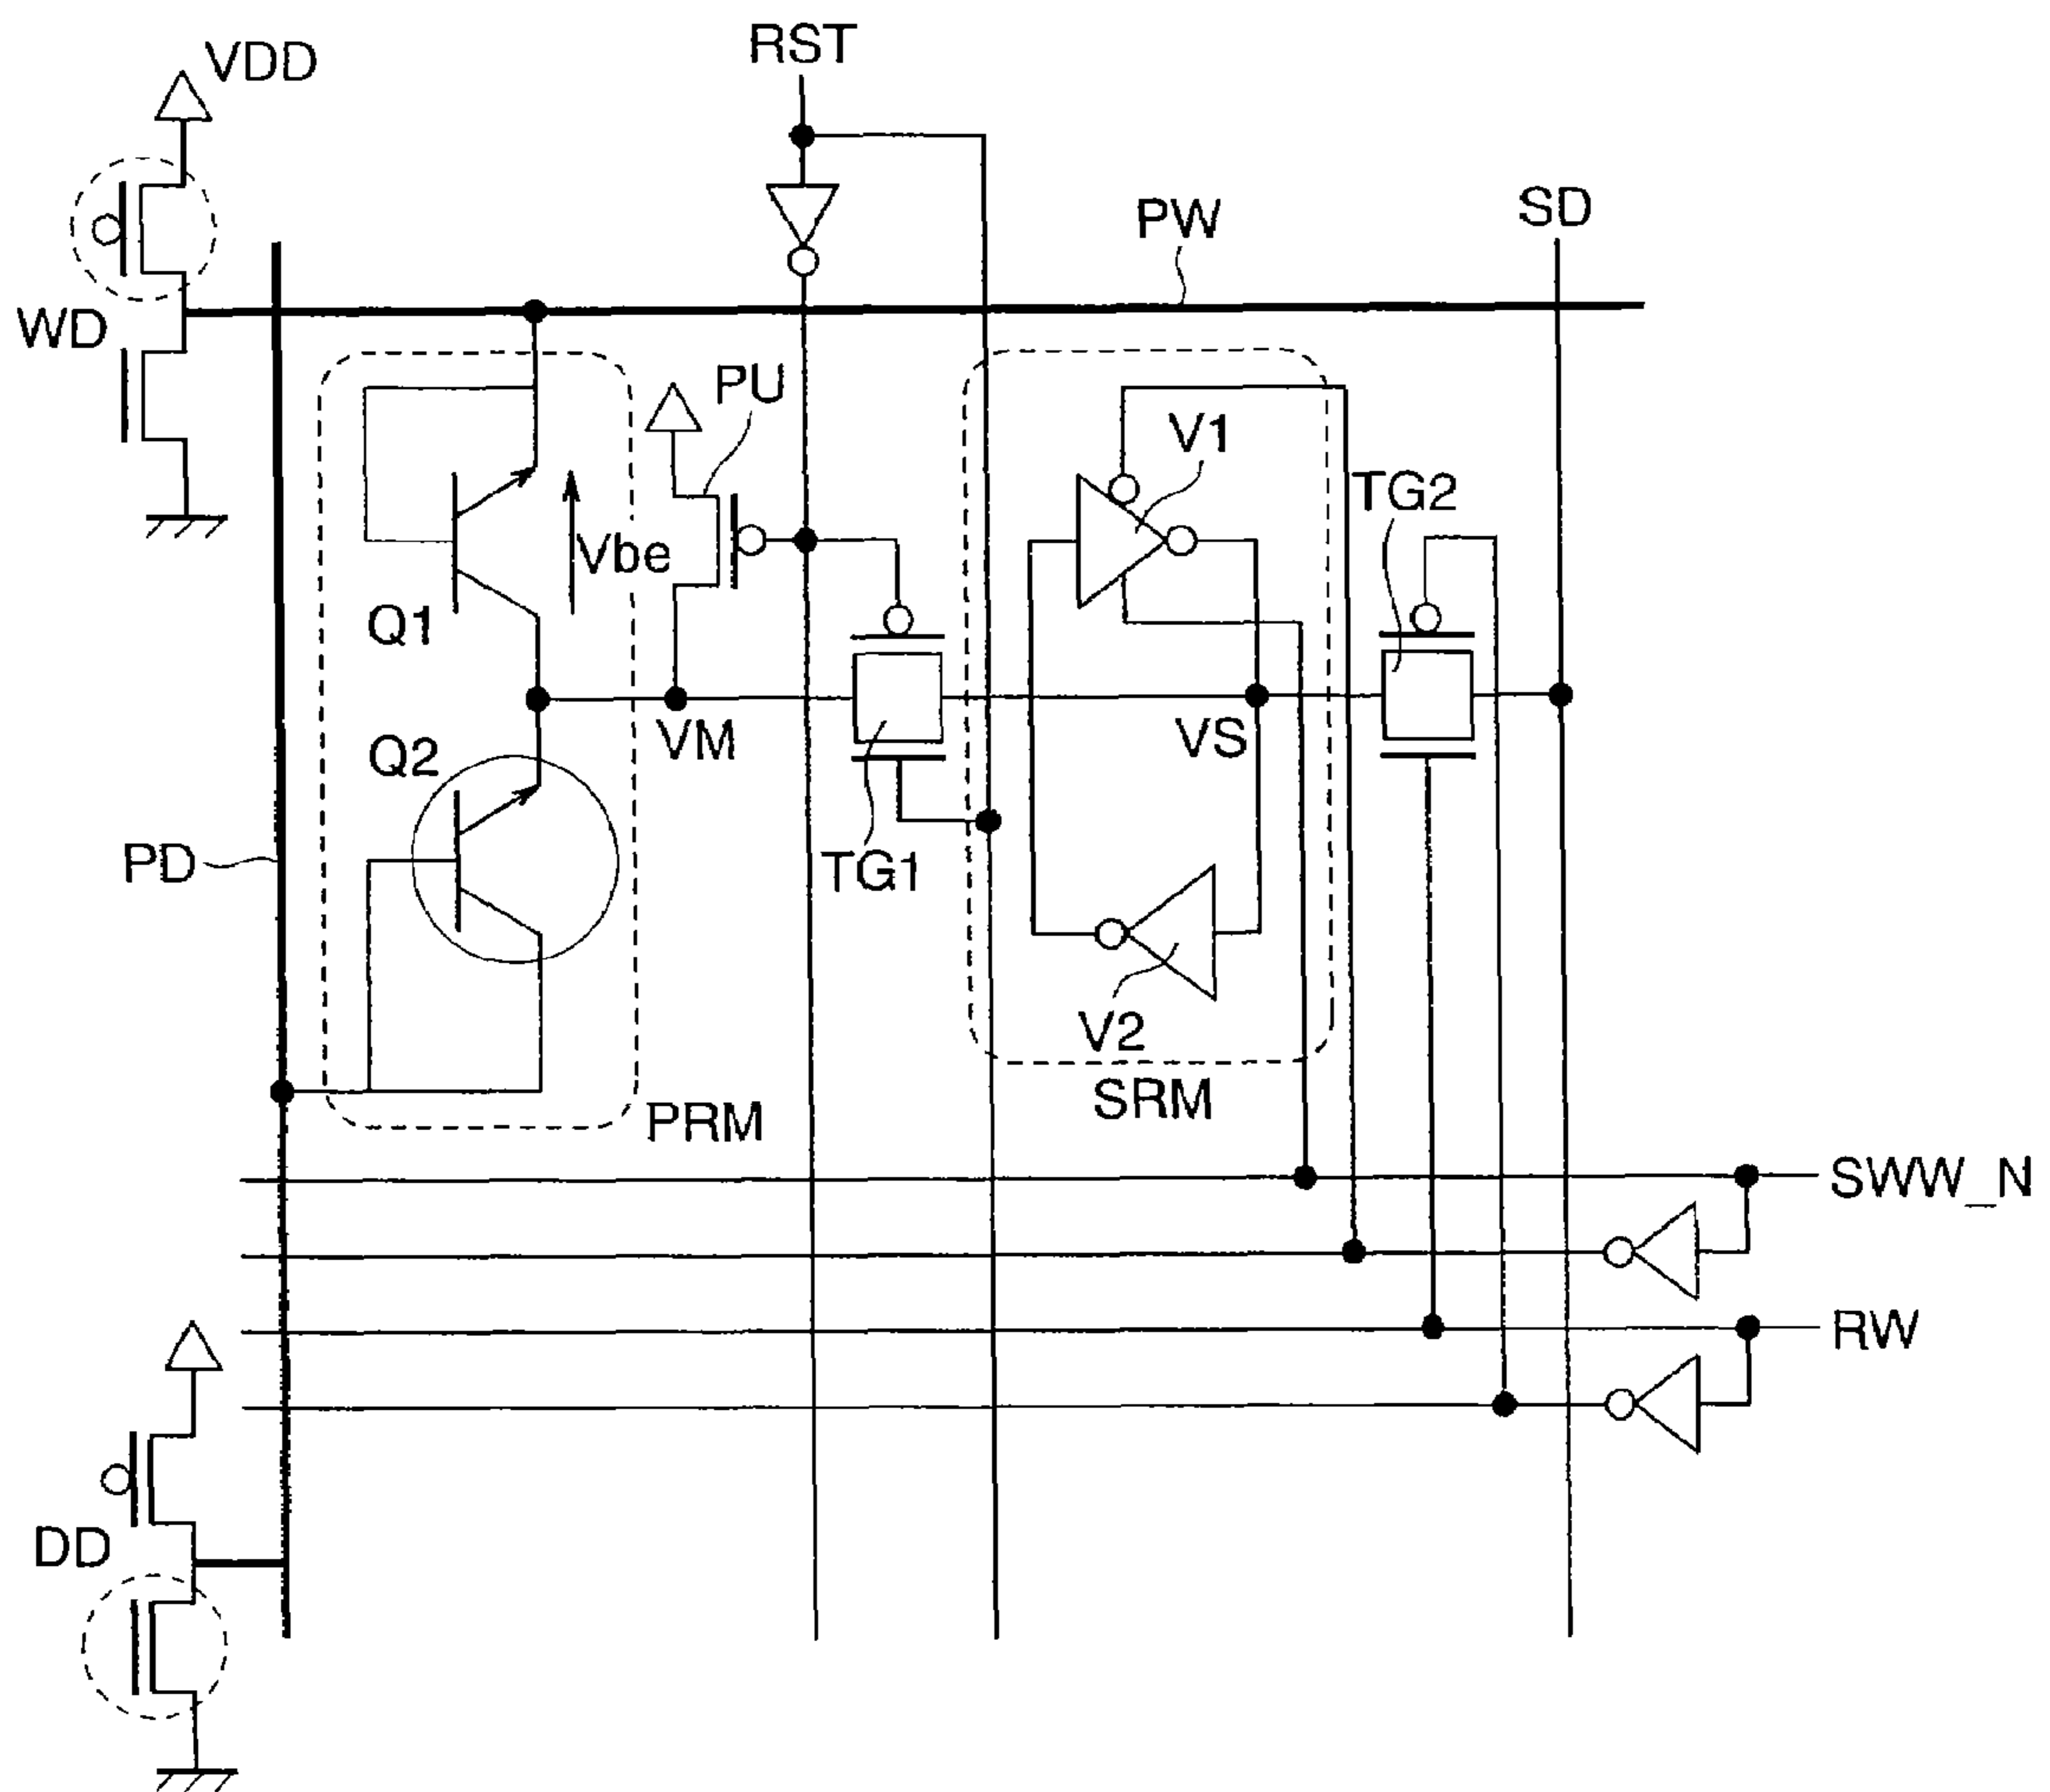 RST
VDD
SD
PW
WD
PU
V1
TG2
Vbe
Q1
VM
VS
Q2
PD
TG1
V2
SRM
PRM
SWW_N
RW
DD